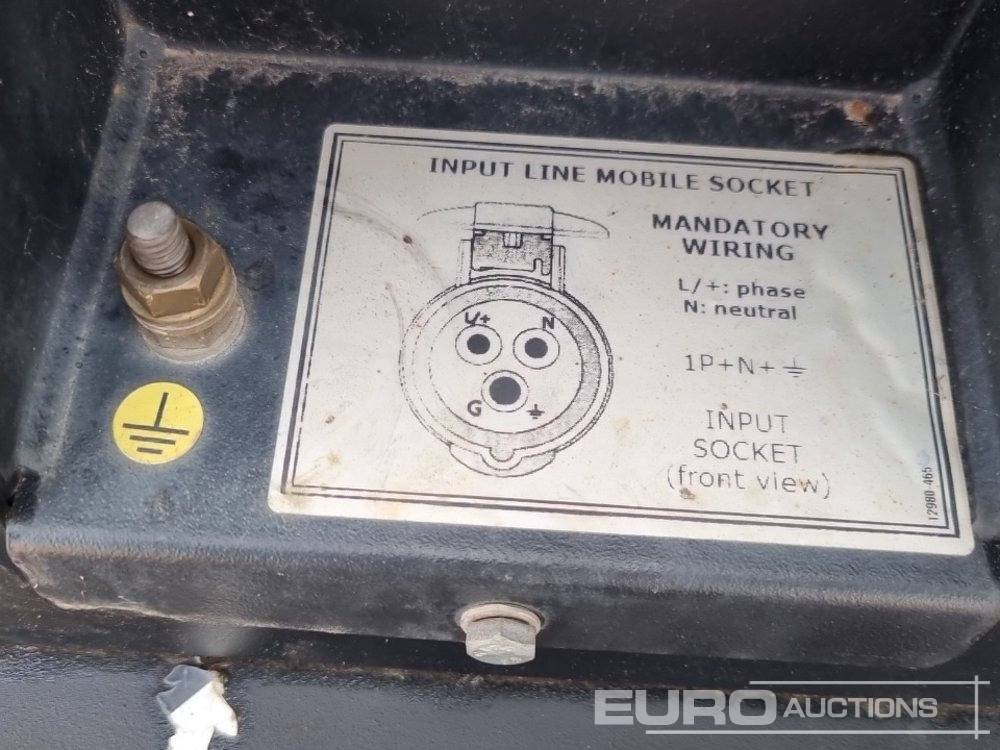 INPUT LINE MOBILE SOCKET
MANDATORY
WIRING
L/+: phase
N: neutral
L/+ N
1P+N+⏚
G ⏚
INPUT
SOCKET
(front view)
12980-465
EURO AUCTIONS